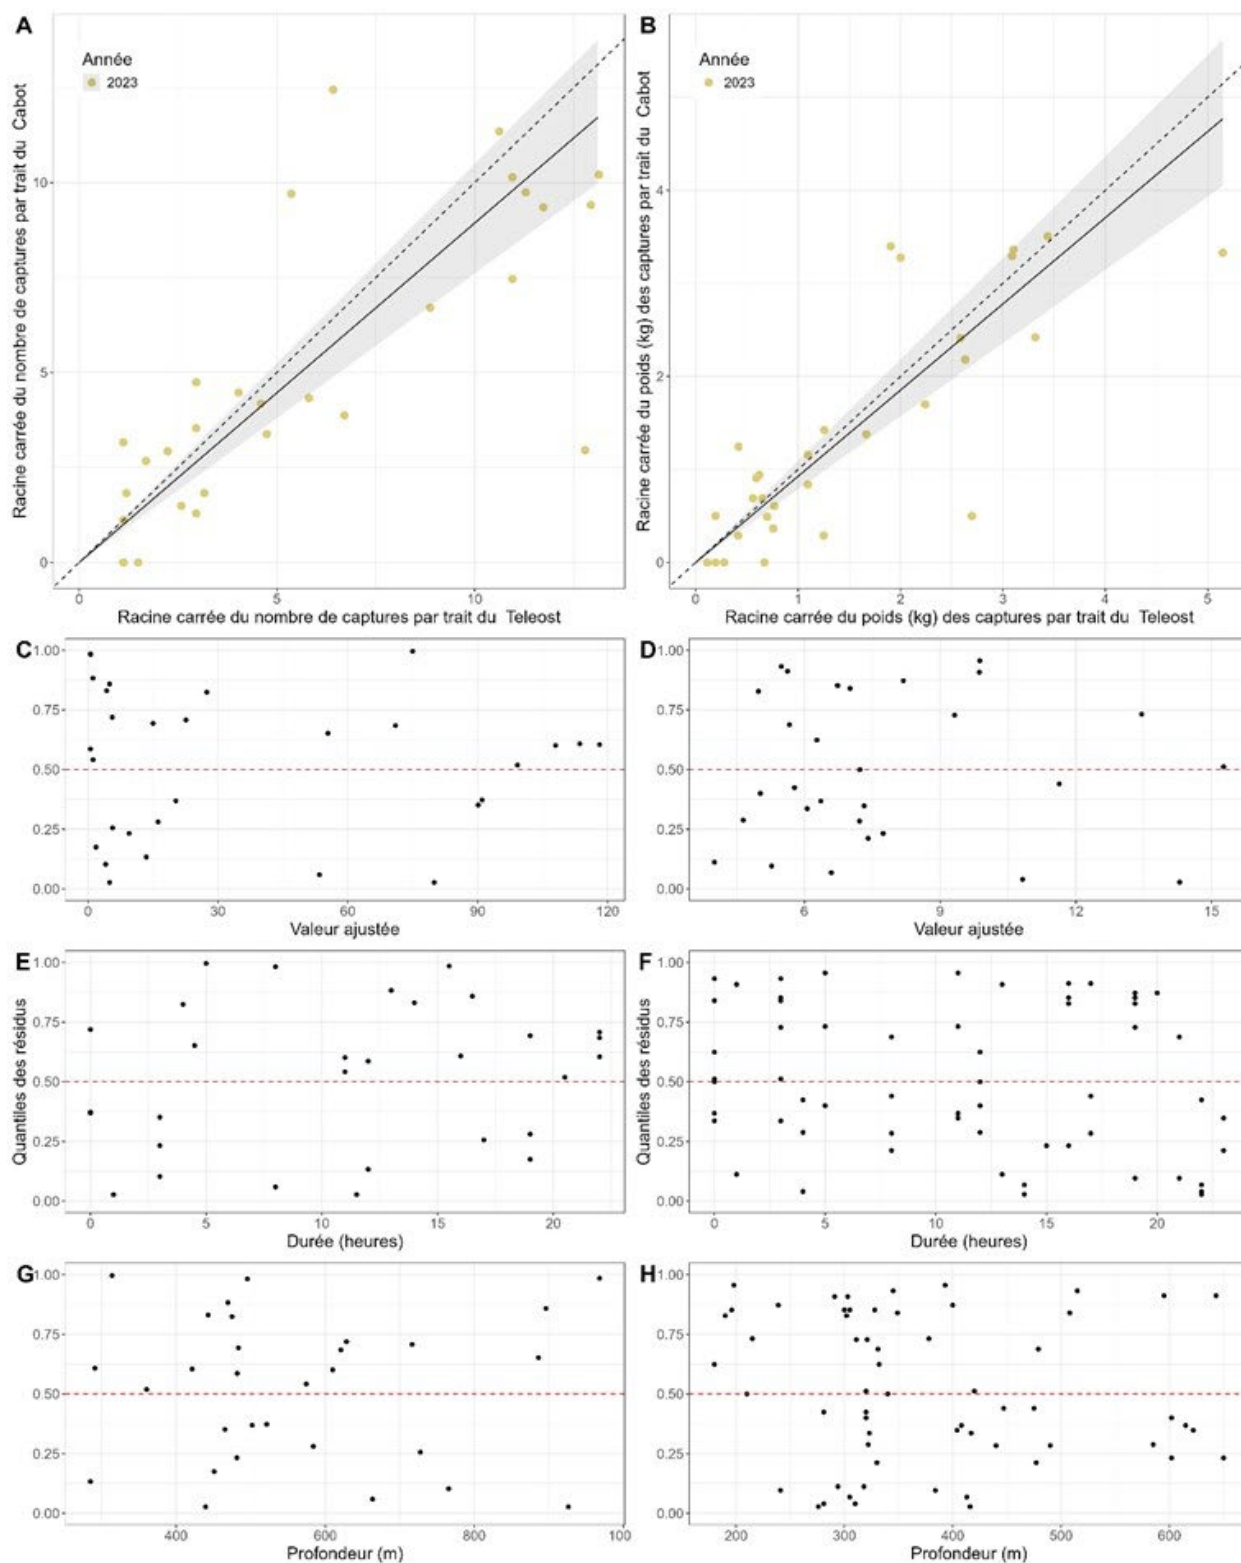 A
B
Année
2023
Année
2023
Racine carrée du nombre de captures par trait du Cabot
10
5
0
Racine carrée du poids (kg) des captures par trait du Cabot
4
2
0
0 5 10
0 1 2 3 4 5
Racine carrée du nombre de captures par trait du Teleost
Racine carrée du poids (kg) des captures par trait du Teleost
C
1.00
0.75
0.50
0.25
0.00
0 30 60 90 120
Valeur ajustée
D
1.00
0.75
0.50
0.25
0.00
6 9 12 15
Valeur ajustée
E
Quantiles des résidus
1.00
0.75
0.50
0.25
0.00
0 5 10 15 20
Durée (heures)
F
Quantiles des résidus
1.00
0.75
0.50
0.25
0.00
0 5 10 15 20
Durée (heures)
G
1.00
0.75
0.50
0.25
0.00
400 600 800 100
Profondeur (m)
H
1.00
0.75
0.50
0.25
0.00
200 300 400 500 600
Profondeur (m)